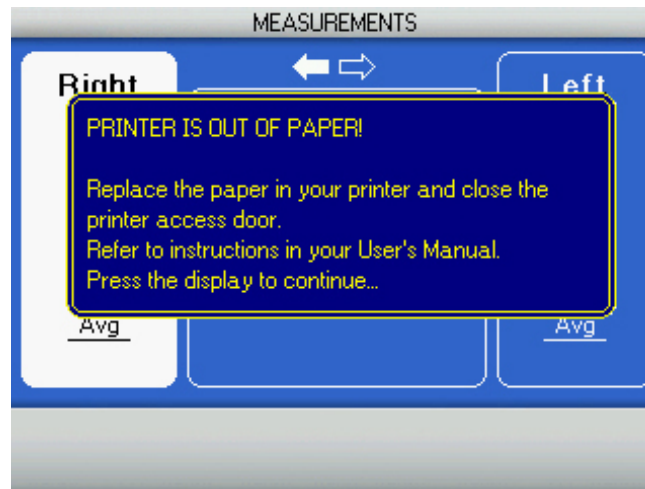 MEASUREMENTS
Right
Left
PRINTER IS OUT OF PAPER!
Replace the paper in your printer and close the
printer access door.
Refer to instructions in your User's Manual.
Press the display to continue...
Avg
Avg